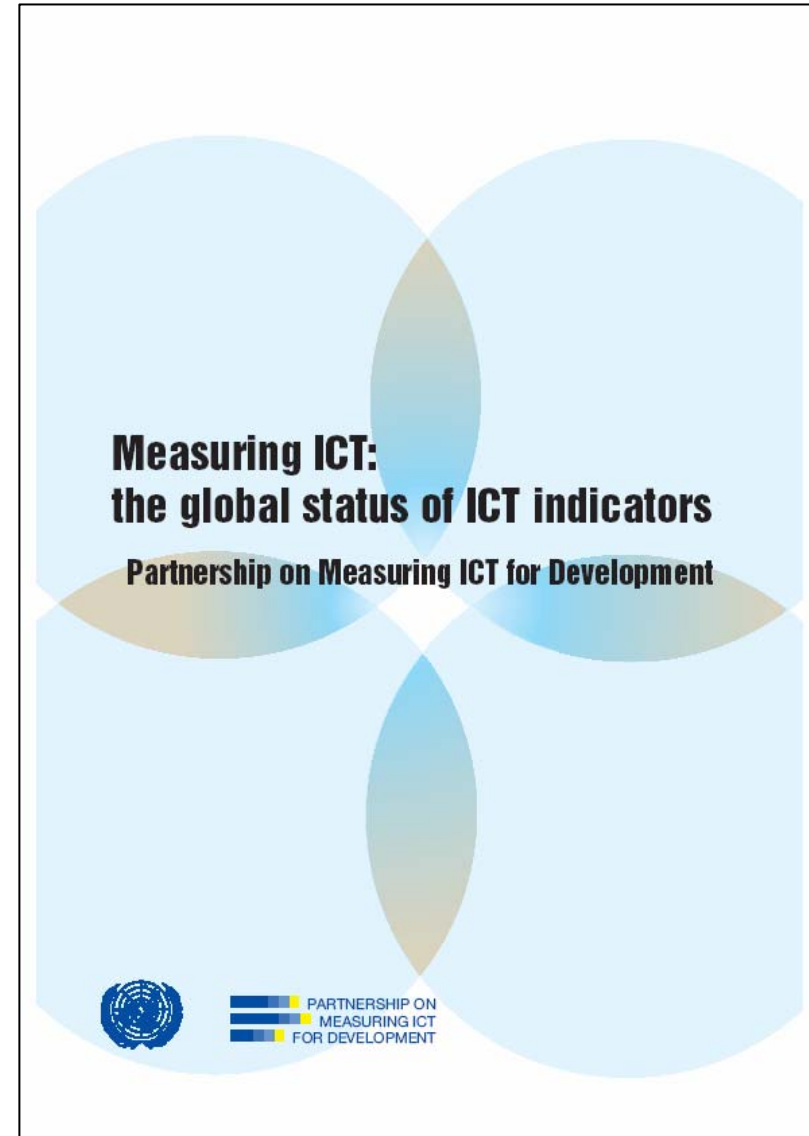 Measuring ICT:
the global status of ICT indicators
Partnership on Measuring ICT for Development
PARTNERSHIP ON
MEASURING ICT
FOR DEVELOPMENT